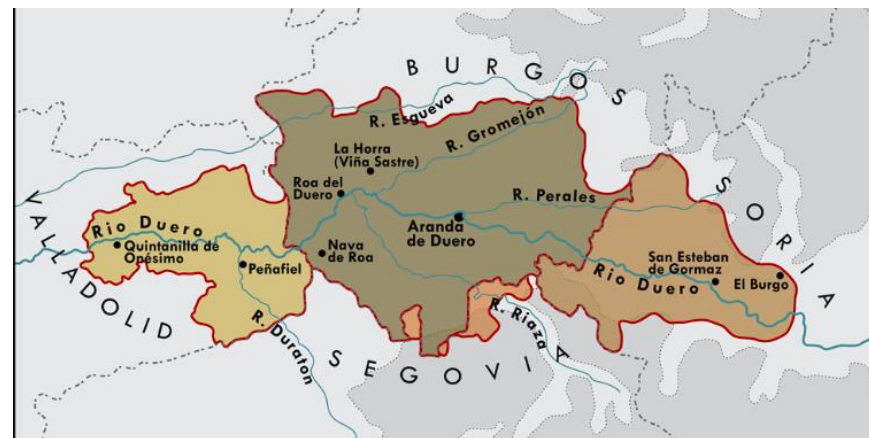 BURGOS
R. Esgueva
R. Gromejón
La Horra
(Viña Sastre)
Roa del
Duero
R. Perales
SORIA
VALLADOLID
Rio Duero
Quintanilla de
Onésimo
Peñafiel
Nava
de Roa
Aranda
de Duero
San Esteban
de Gormaz
El Burgo
Rio Duero
R. Riaza
R. Duraton
SEGOVIA